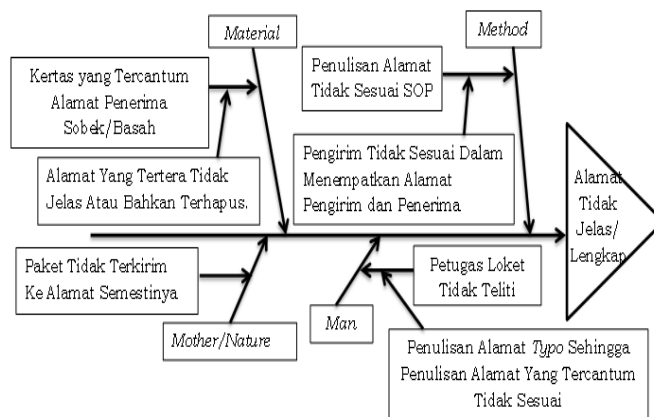 Material
Method
Kertas yang Tercantum
Alamat Penerima
Sobek/Basah
Penulisan Alamat
Tidak Sesuai SOP
Alamat Yang Tertera Tidak
Jelas Atau Bahkan Terhapus.
Pengirim Tidak Sesuai Dalam
Menempatkan Alamat
Pengirim dan Penerima
Alamat
Tidak
Jelas/
Lengkap
Paket Tidak Terkirim
Ke Alamat Semestinya
Petugas Loket
Tidak Teliti
Mother/Nature
Man
Penulisan Alamat Typo Sehingga
Penulisan Alamat Yang Tercantum
Tidak Sesuai